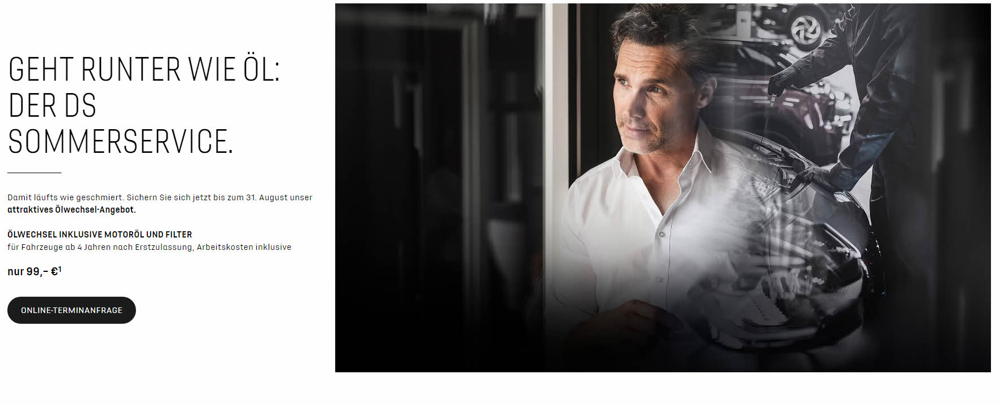 GEHT RUNTER WIE ÖL:
DER DS
SOMMERSERVICE.
Damit läufts wie geschmiert. Sichern Sie sich jetzt bis zum 31. August unser
attraktives Ölwechsel-Angebot.
ÖLWECHSEL INKLUSIVE MOTORÖL UND FILTER
für Fahrzeuge ab 4 Jahren nach Erstzulassung, Arbeitskosten inklusive
nur 99,– €¹
ONLINE-TERMINANFRAGE